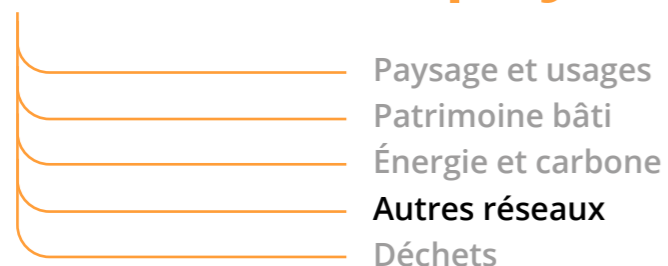 Paysage et usages
Patrimoine bâti
Énergie et carbone
Autres réseaux
Déchets